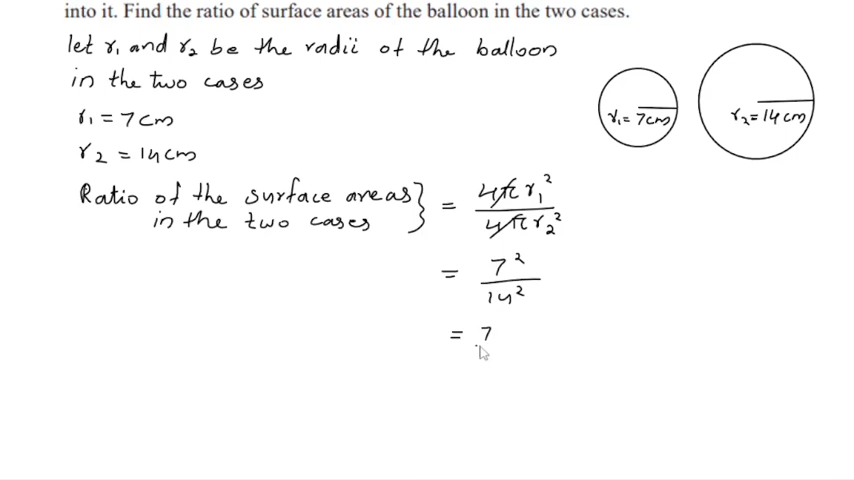 into it. Find the ratio of surface areas of the balloon in the two cases.
let r₁ and r₂ be the radii of the balloon
in the two cases
r₁ = 7cm
r₂ = 14cm
r₁ = 7cm
r₂ = 14cm
Ratio of the surface areas
in the two cases } = 4πr₁² / 4πr₂²
= 7² / 14²
= 7